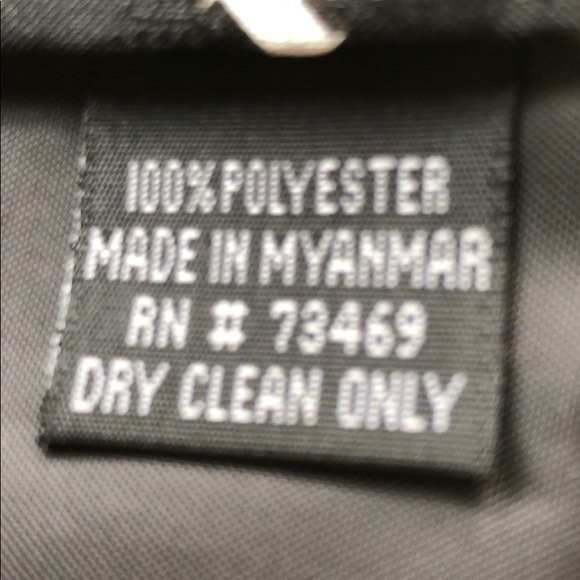 100% POLYESTER
MADE IN MYANMAR
RN # 73469
DRY CLEAN ONLY